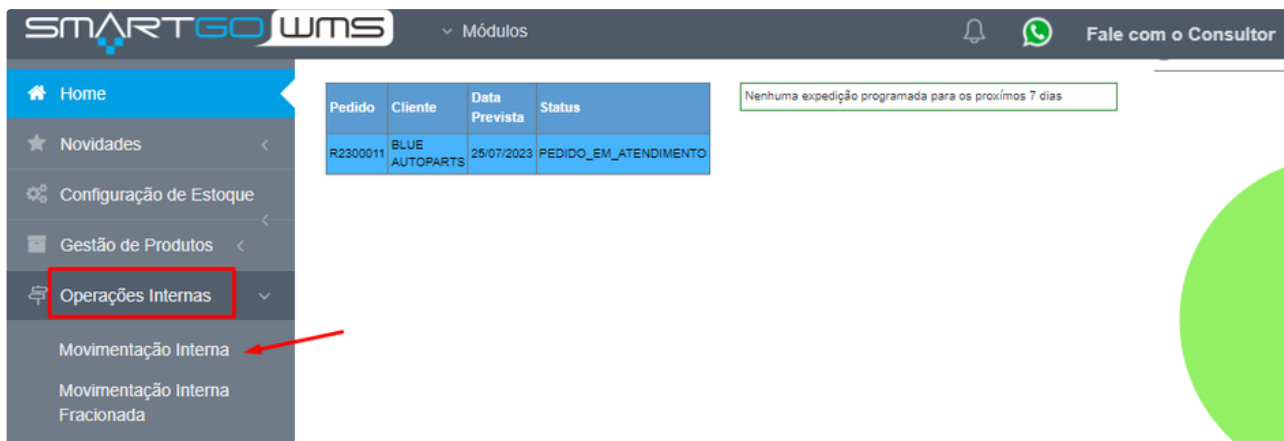 SMARTGO WMS
Módulos
Fale com o Consultor
Home
Novidades
Configuração de Estoque
Gestão de Produtos
Operações Internas
Movimentação Interna
Movimentação Interna
Fracionada
Pedido Cliente Data Prevista Status
R2300011 BLUE AUTOPARTS 25/07/2023 PEDIDO_EM_ATENDIMENTO
Nenhuma expedição programada para os proxímos 7 dias